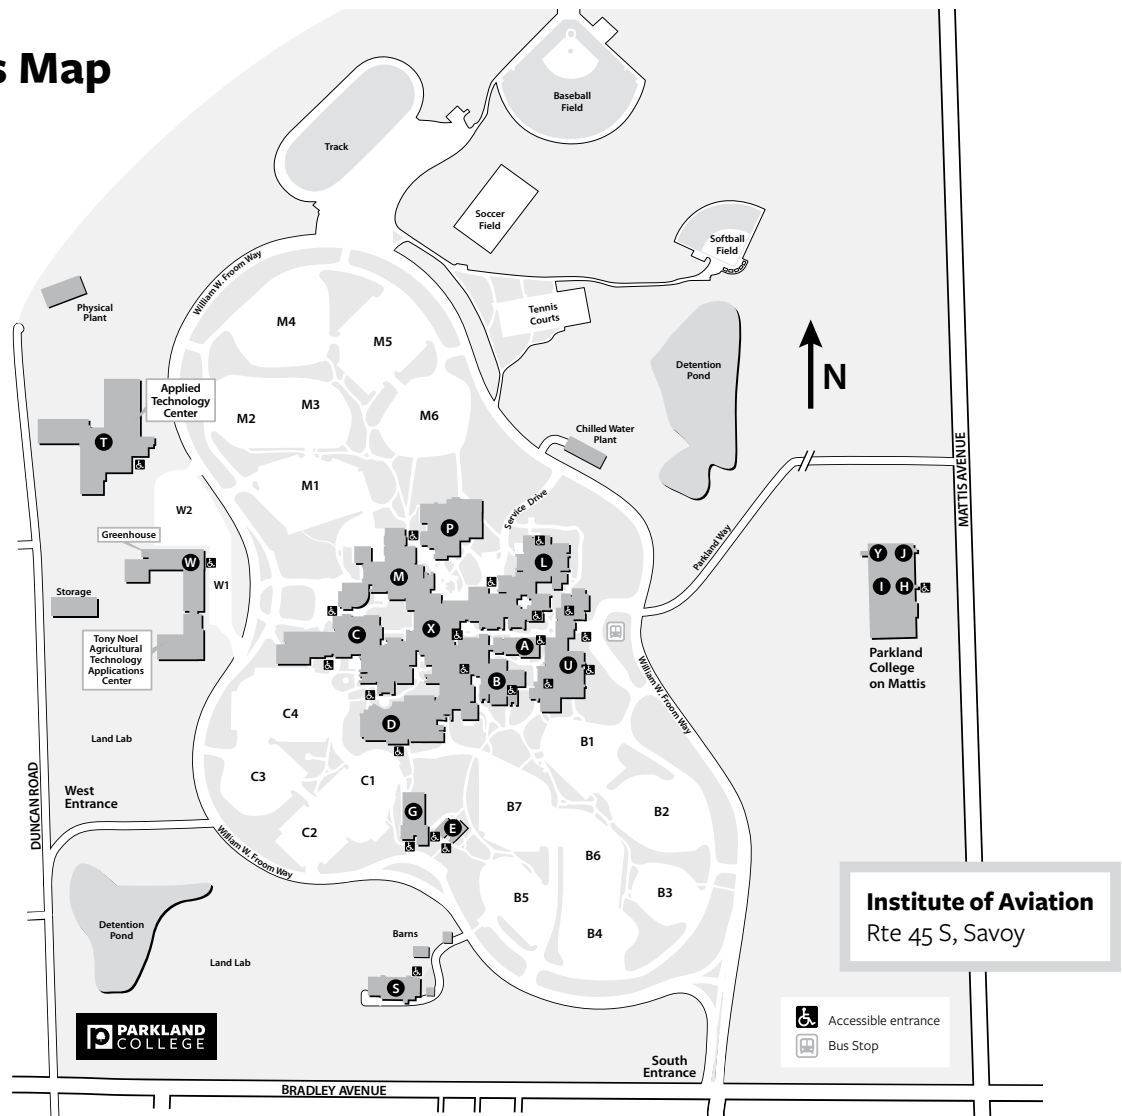 s Map
Baseball
Field
Track
Soccer
Field
Softball
Field
William W. Froom Way
Physical
Plant
Tennis
Courts
M4
M5
Detention
Pond
N
Applied
Technology
Center
M3
M2
M6
T
Chilled Water
Plant
MATTIS AVENUE
M1
Service Drive
W2
P
Greenhouse
Parkland Way
W
L
Y
J
M
W1
I
H
Storage
X
C
Tony Noel
Agricultural
Technology
Applications
Center
A
Parkland
College
on Mattis
U
B
William W. Froom Way
C4
D
Land Lab
B1
C3
C1
DUNCAN ROAD
West
Entrance
B7
G
B2
E
C2
William W. Froom Way
B6
B5
B3
Institute of Aviation
Rte 45 S, Savoy
Detention
Pond
Barns
B4
Land Lab
S
PARKLAND
COLLEGE
Accessible entrance
Bus Stop
South
Entrance
BRADLEY AVENUE